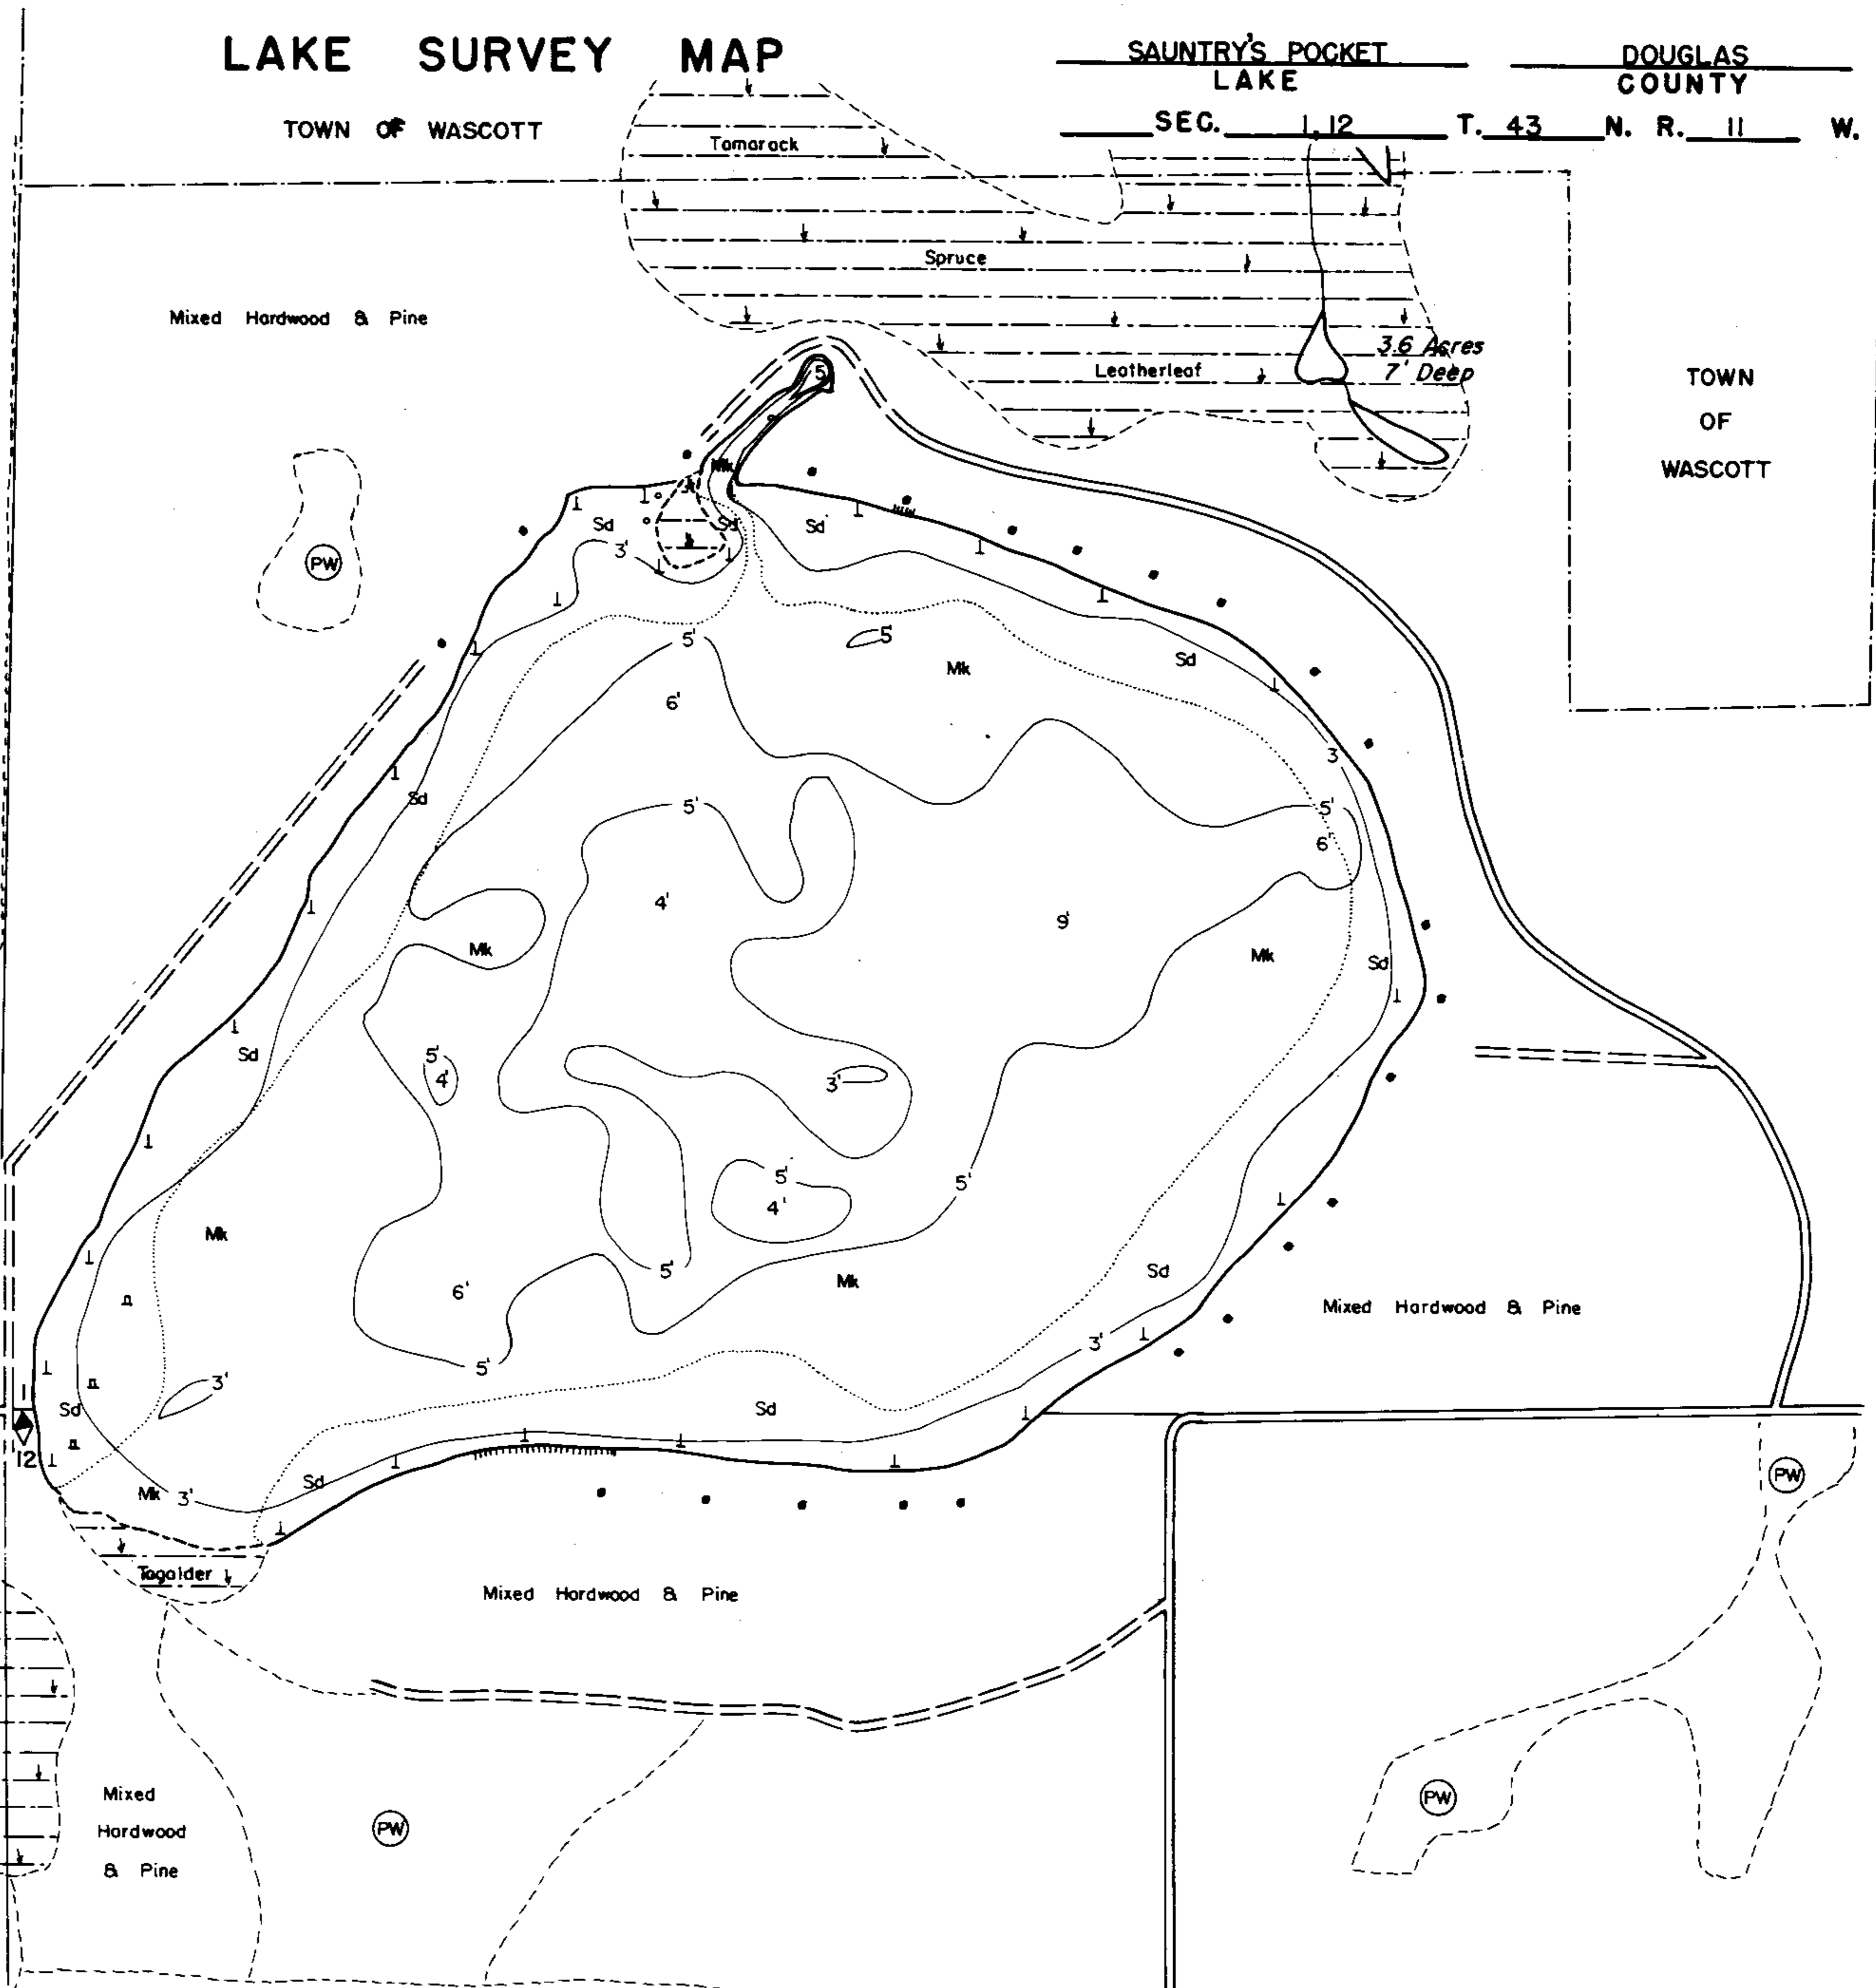 LAKE SURVEY MAP
TOWN OF WASCOTT
SAUNTRY'S POCKET
LAKE
DOUGLAS
COUNTY
SEC. 1,12 T. 43 N. R. 11 W.
Tamarack
Spruce
Leatherleaf
3.6 Acres
7' Deep
TOWN
OF
WASCOTT
Mixed Hardwood & Pine
PW
5
Mk
Sd
Sd
Sd
3'
5'
5'
Mk
Sd
6'
3
Sd
5'
5'
6'
4'
9'
Mk
Mk
Sd
Sd
5'
4'
3'
5'
4'
5'
Mk
5'
Mk
Sd
6'
Mixed Hardwood & Pine
3'
5'
3'
1
Sd
12
Sd
Sd
Mk 3'
PW
Tagalder
Mixed Hardwood & Pine
Mixed
Hardwood
& Pine
PW
PW